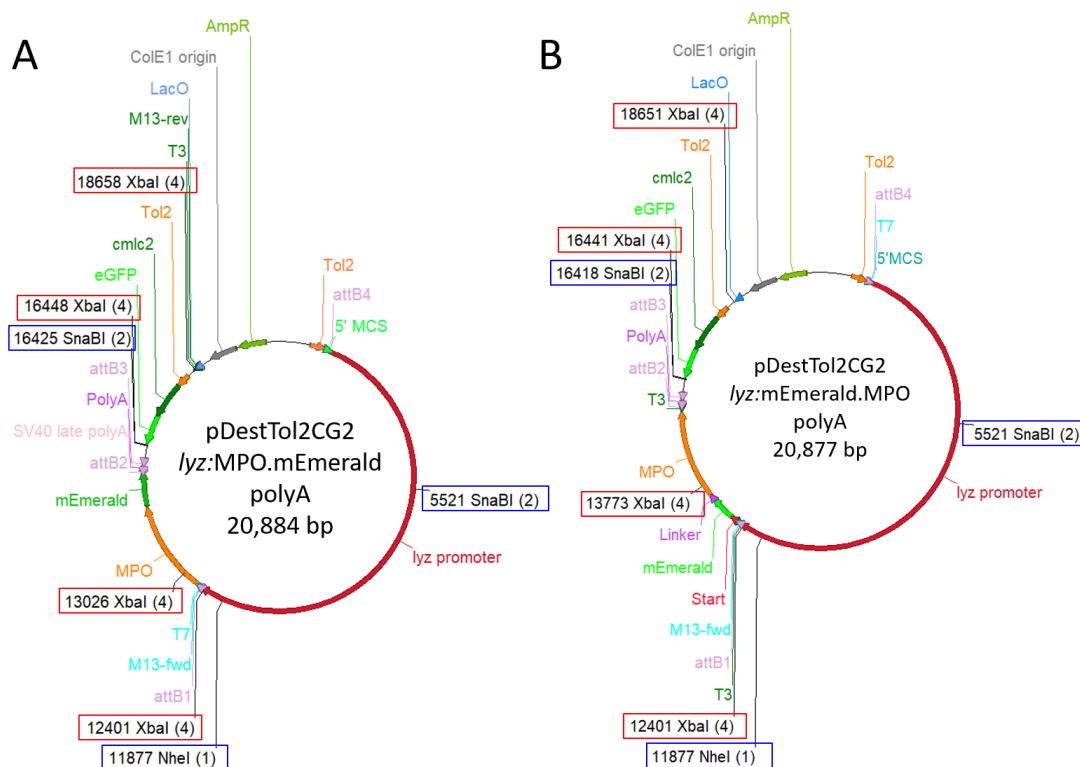 A
AmpR
ColE1 origin
LacO
M13-rev
T3
18658 XbaI (4)
Tol2
cmlc2
eGFP
16448 XbaI (4)
16425 SnaBI (2)
attB3
PolyA
SV40 late polyA
attB2
mEmerald
MPO
13026 XbaI (4)
T7
M13-fwd
attB1
12401 XbaI (4)
11877 NheI (1)
Tol2
attB4
5' MCS
5521 SnaBI (2)
lyz promoter
pDestTol2CG2
lyz:MPO.mEmerald
polyA
20,884 bp
B
AmpR
ColE1 origin
LacO
18651 XbaI (4)
Tol2
cmlc2
eGFP
16441 XbaI (4)
16418 SnaBI (2)
attB3
PolyA
attB2
T3
MPO
13773 XbaI (4)
Linker
mEmerald
Start
M13-fwd
attB1
T3
12401 XbaI (4)
11877 NheI (1)
Tol2
attB4
T7
5'MCS
5521 SnaBI (2)
lyz promoter
pDestTol2CG2
lyz:mEmerald.MPO
polyA
20,877 bp